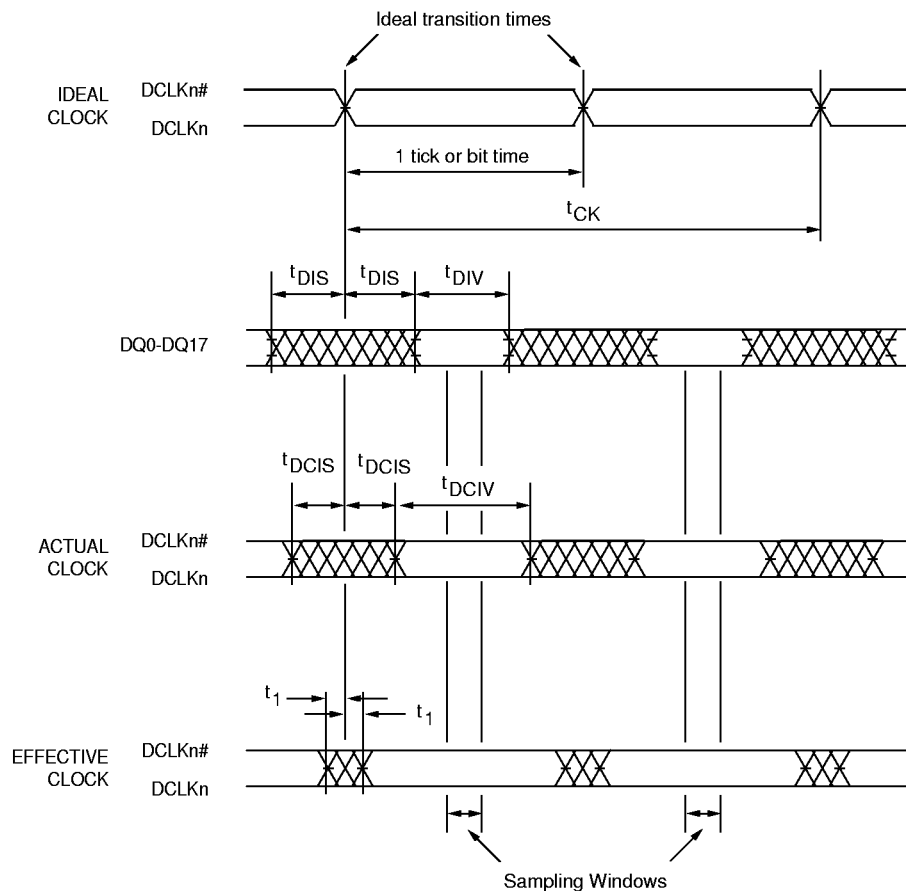 Ideal transition times
IDEAL
CLOCK
DCLKn#
DCLKn
1 tick or bit time
tCK
tDIS
tDIS
tDIV
DQ0-DQ17
tDCIS
tDCIS
tDCIV
ACTUAL
CLOCK
DCLKn#
DCLKn
t1
t1
EFFECTIVE
CLOCK
DCLKn#
DCLKn
Sampling Windows